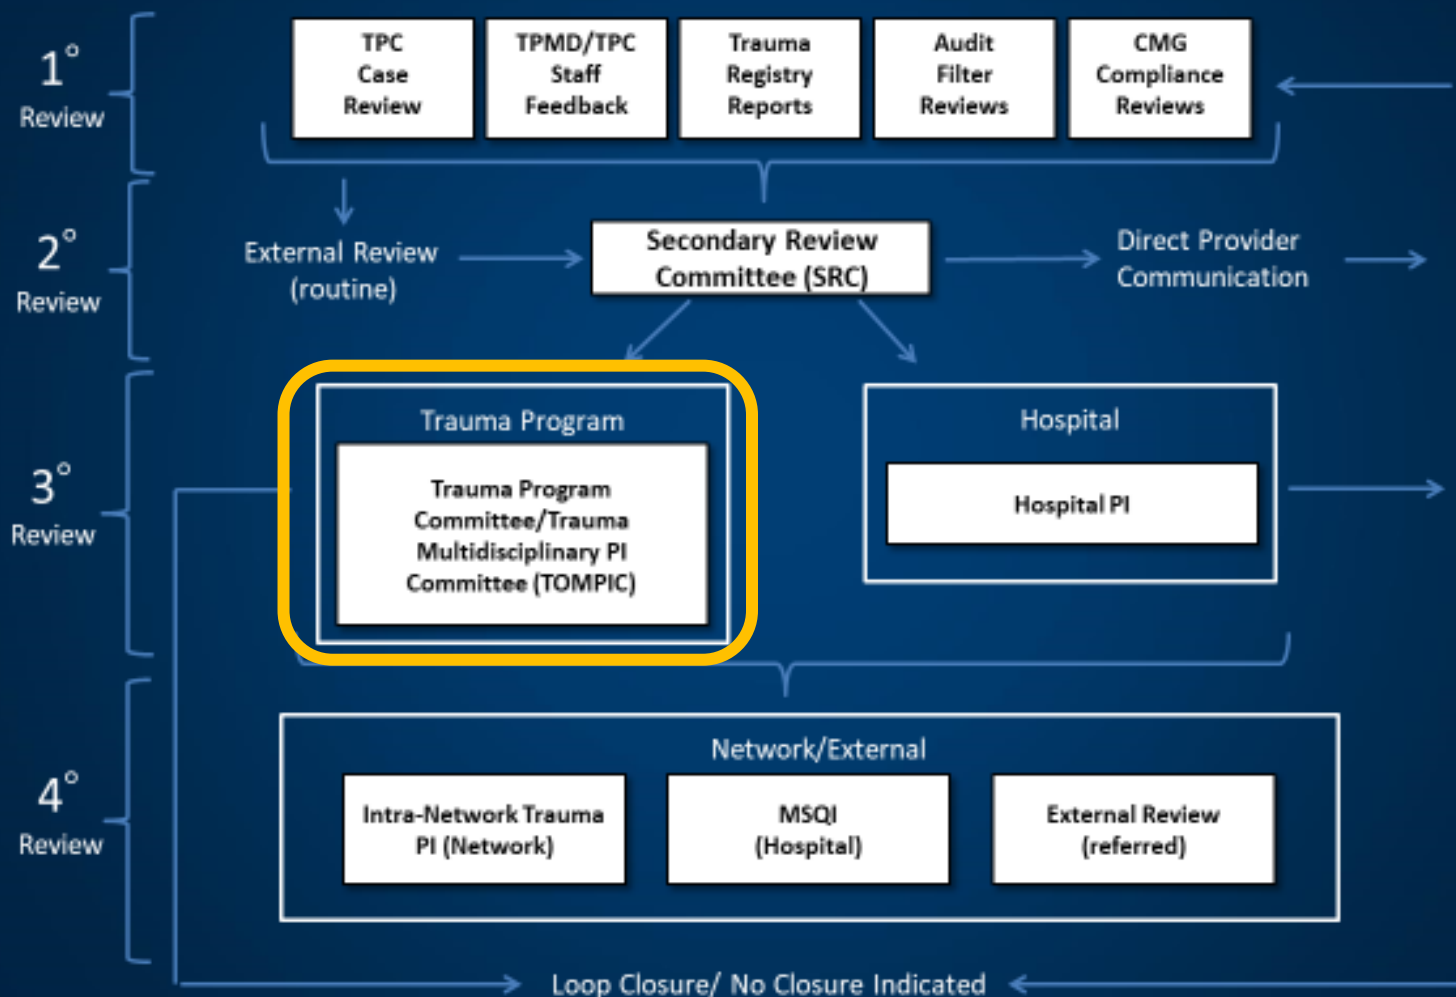 1°
Review
TPC
Case
Review
TPMD/TPC
Staff
Feedback
Trauma
Registry
Reports
Audit
Filter
Reviews
CMG
Compliance
Reviews
2°
Review
External Review
(routine)
Secondary Review
Committee (SRC)
Direct Provider
Communication
3°
Review
Trauma Program
Trauma Program
Committee/Trauma
Multidisciplinary PI
Committee (TOMPIC)
Hospital
Hospital PI
4°
Review
Network/External
Intra-Network Trauma
PI (Network)
MSQI
(Hospital)
External Review
(referred)
Loop Closure/ No Closure Indicated